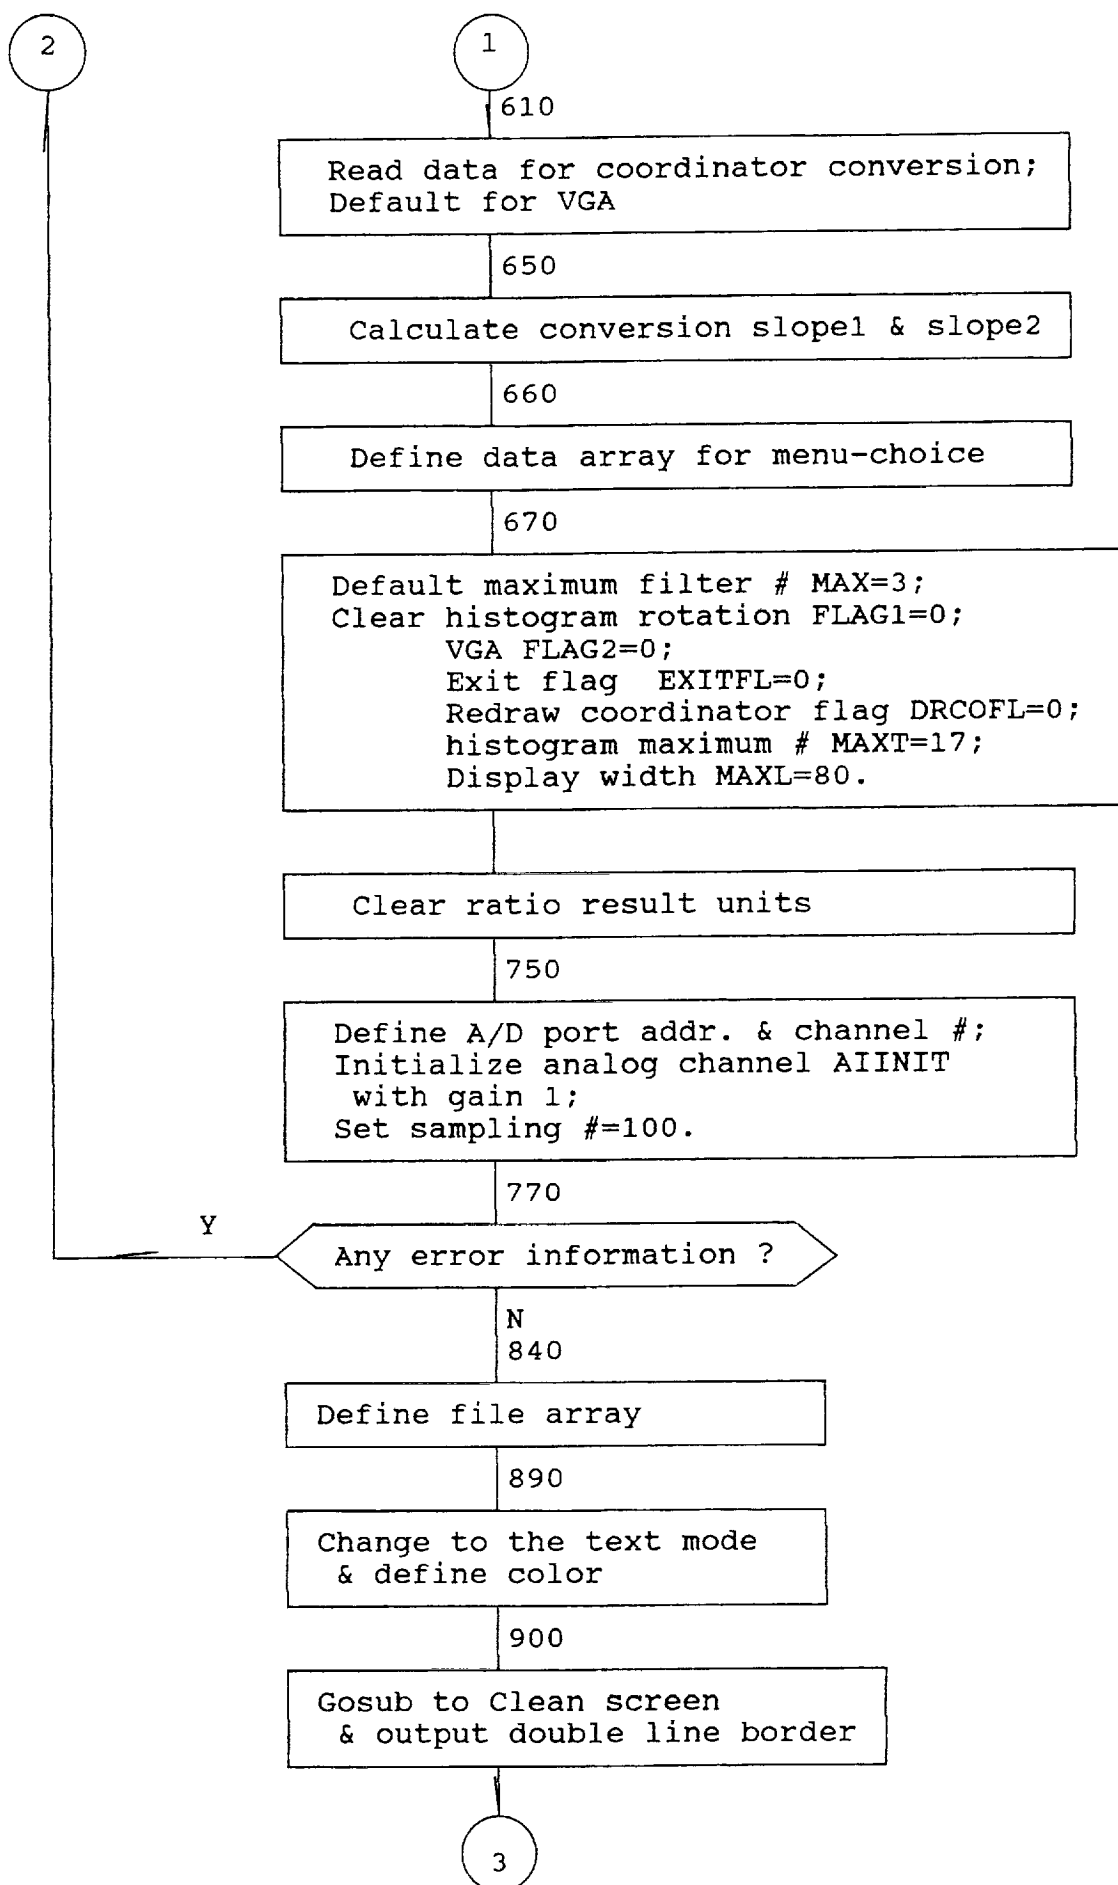 2
1
610
Read data for coordinator conversion;
Default for VGA
650
Calculate conversion slope1 & slope2
660
Define data array for menu-choice
670
Default maximum filter # MAX=3;
Clear histogram rotation FLAG1=0;
VGA FLAG2=0;
Exit flag EXITFL=0;
Redraw coordinator flag DRCOFL=0;
histogram maximum # MAXT=17;
Display width MAXL=80.
Clear ratio result units
750
Define A/D port addr. & channel #;
Initialize analog channel AIINIT
with gain 1;
Set sampling #=100.
770
Y
Any error information ?
N
840
Define file array
890
Change to the text mode
& define color
900
Gosub to Clean screen
& output double line border
3